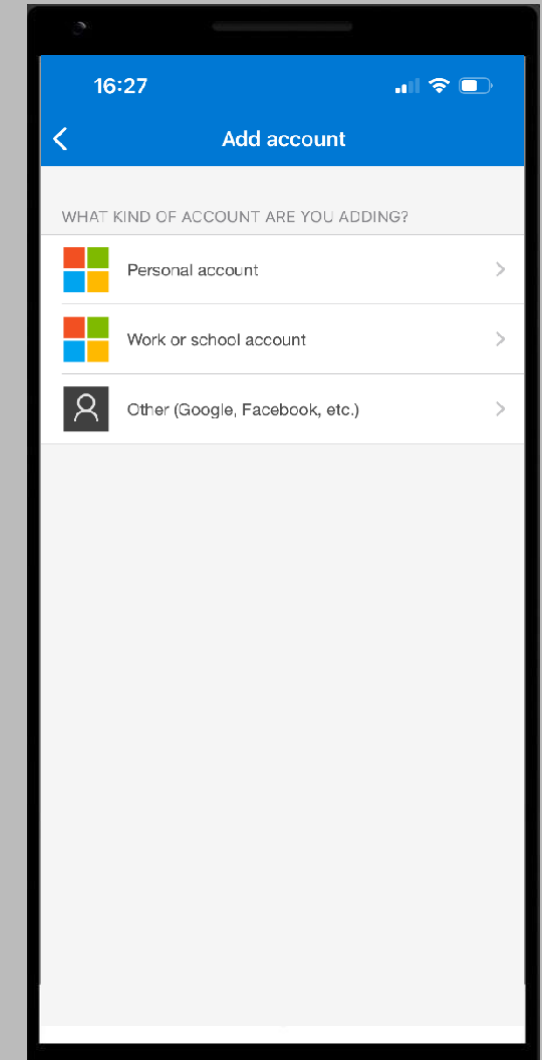 16:27
Add account
WHAT KIND OF ACCOUNT ARE YOU ADDING?
Personal account
Work or school account
Other (Google, Facebook, etc.)